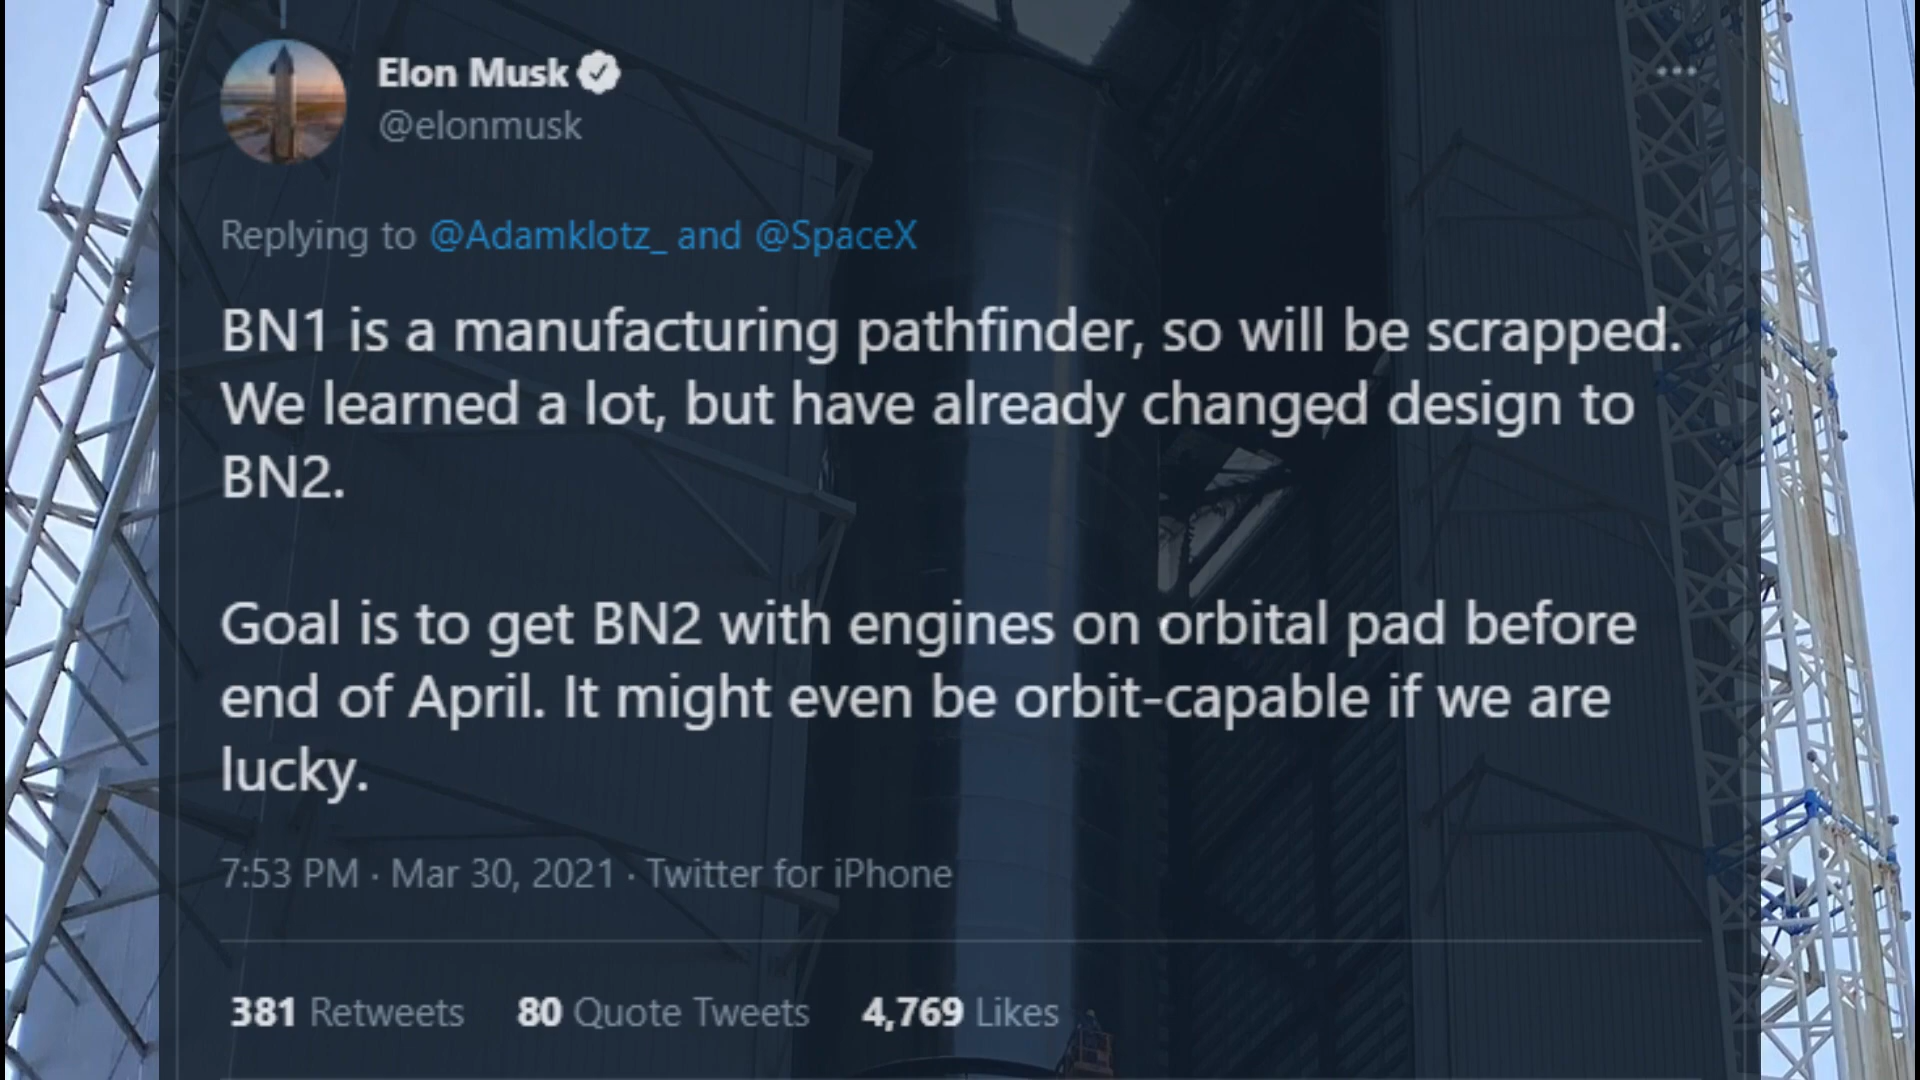 Elon Musk
@elonmusk
Replying to @Adamklotz_ and @SpaceX
BN1 is a manufacturing pathfinder, so will be scrapped.
We learned a lot, but have already changed design to
BN2.
Goal is to get BN2 with engines on orbital pad before
end of April. It might even be orbit-capable if we are
lucky.
7:53 PM · Mar 30, 2021 · Twitter for iPhone
381 Retweets 80 Quote Tweets 4,769 Likes